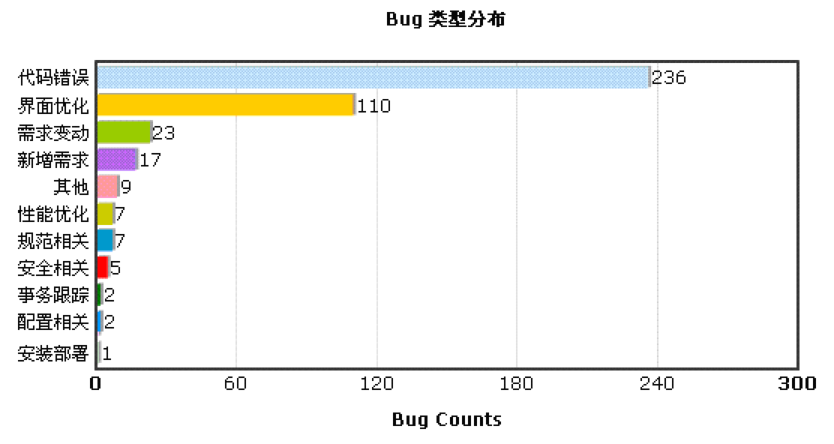 Bug 类型分布
代码错误 236
界面优化 110
需求变动 23
新增需求 17
其他 9
性能优化 7
规范相关 7
安全相关 5
事务跟踪 2
配置相关 2
安装部署 1
0 60 120 180 240 300
Bug Counts